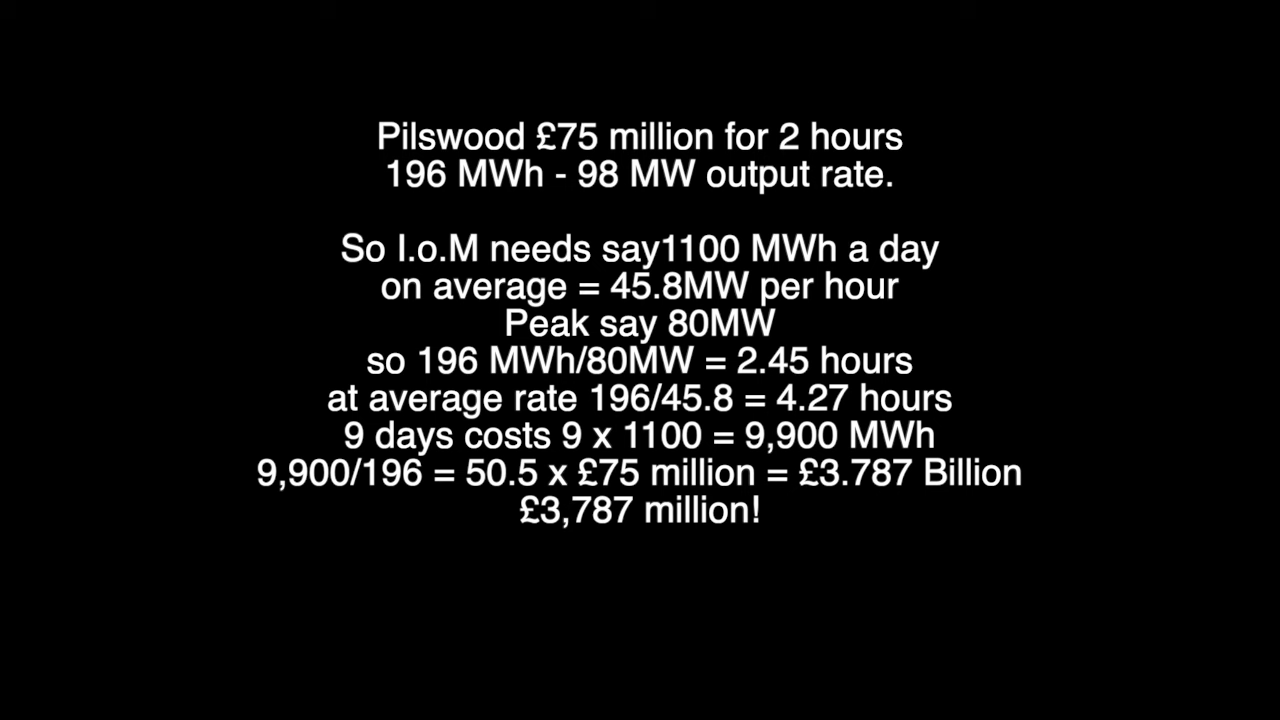 Pilswood £75 million for 2 hours
196 MWh - 98 MW output rate.
So I.o.M needs say1100 MWh a day
on average = 45.8MW per hour
Peak say 80MW
so 196 MWh/80MW = 2.45 hours
at average rate 196/45.8 = 4.27 hours
9 days costs 9 x 1100 = 9,900 MWh
9,900/196 = 50.5 x £75 million = £3.787 Billion
£3,787 million!